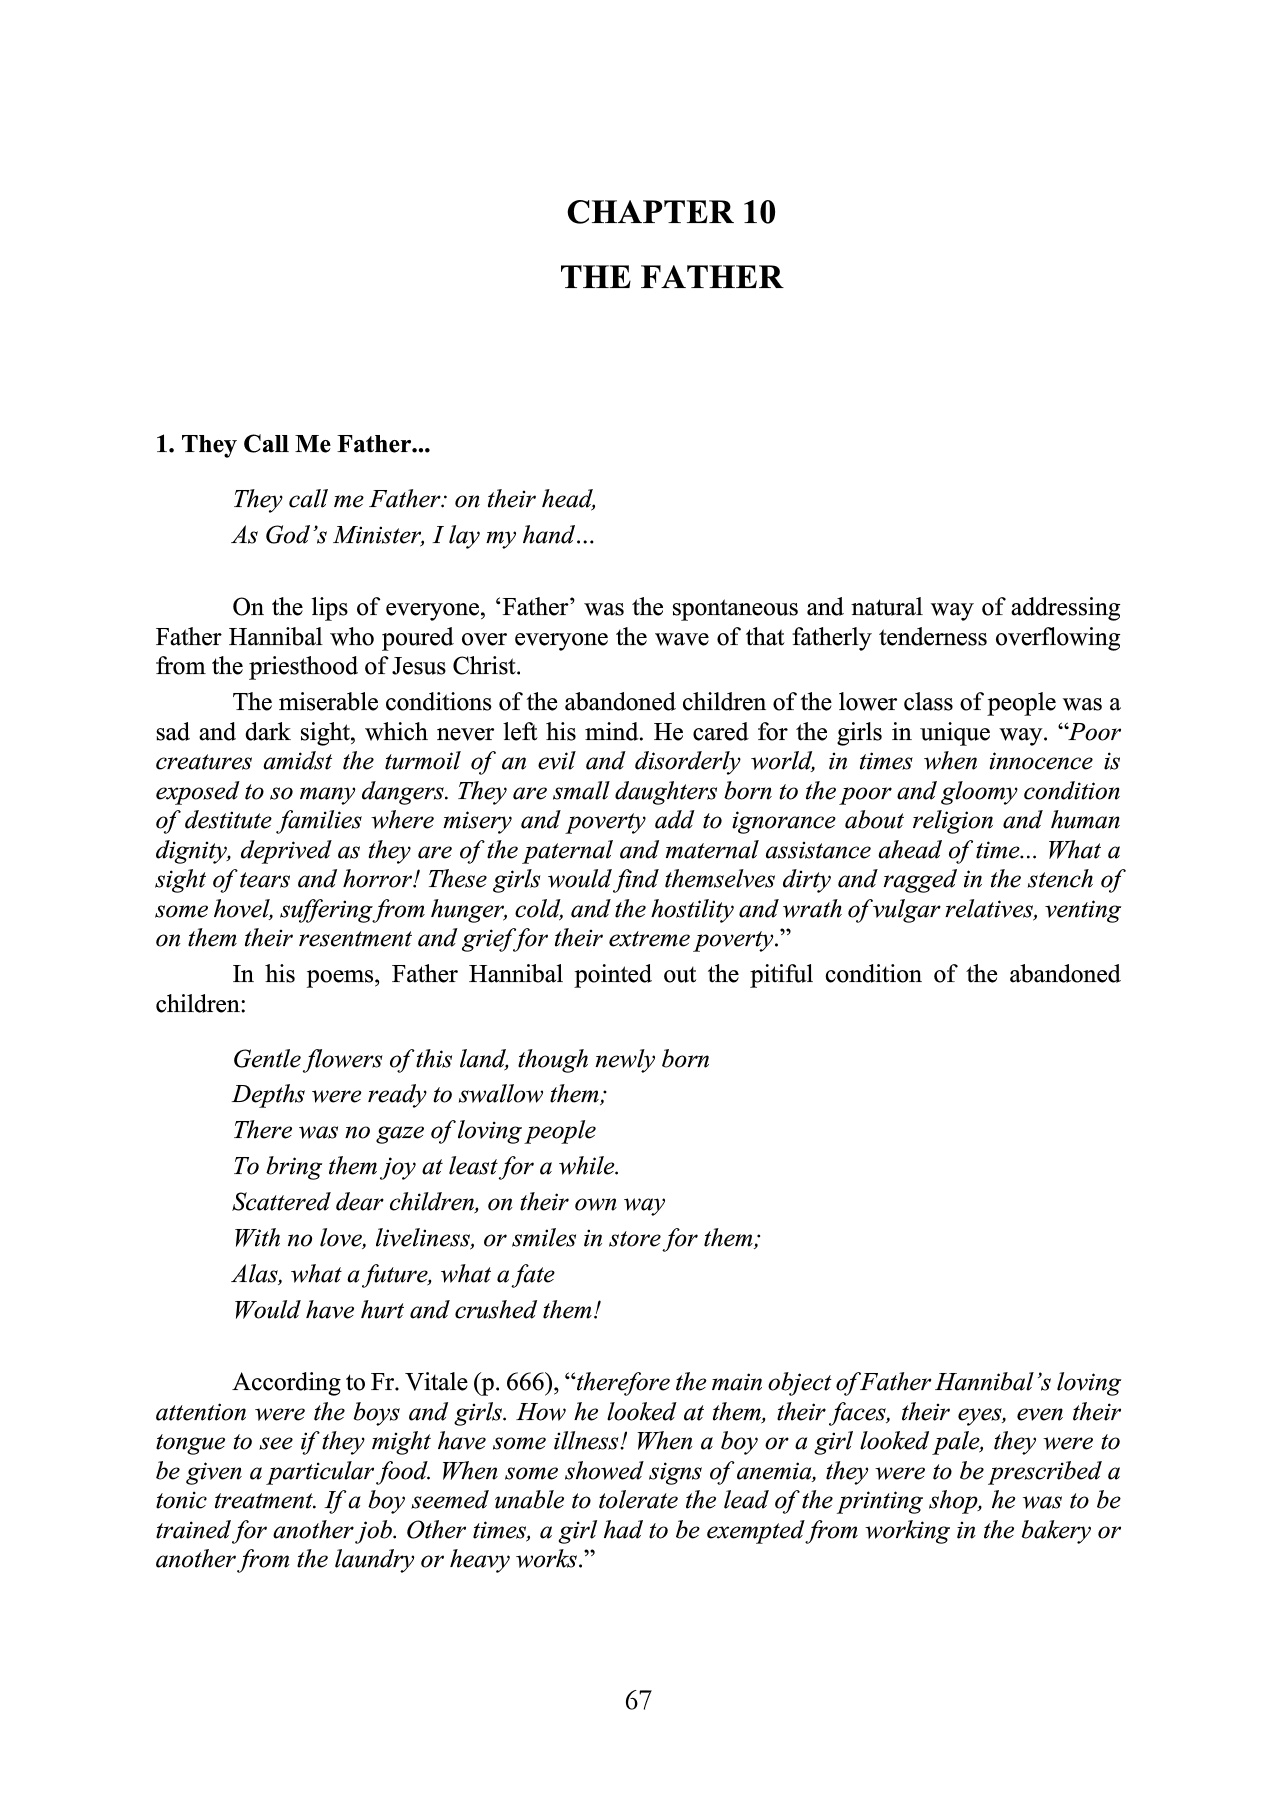 CHAPTER 10
THE FATHER
1. They Call Me Father...
They call me Father: on their head,
As God’s Minister, I lay my hand…
On the lips of everyone, ‘Father’ was the spontaneous and natural way of addressing
Father Hannibal who poured over everyone the wave of that fatherly tenderness overflowing
from the priesthood of Jesus Christ.
The miserable conditions of the abandoned children of the lower class of people was a
sad and dark sight, which never left his mind. He cared for the girls in unique way. “Poor
creatures amidst the turmoil of an evil and disorderly world, in times when innocence is
exposed to so many dangers. They are small daughters born to the poor and gloomy condition
of destitute families where misery and poverty add to ignorance about religion and human
dignity, deprived as they are of the paternal and maternal assistance ahead of time... What a
sight of tears and horror! These girls would find themselves dirty and ragged in the stench of
some hovel, suffering from hunger, cold, and the hostility and wrath of vulgar relatives, venting
on them their resentment and grief for their extreme poverty.”
In his poems, Father Hannibal pointed out the pitiful condition of the abandoned
children:
Gentle flowers of this land, though newly born
Depths were ready to swallow them;
There was no gaze of loving people
To bring them joy at least for a while.
Scattered dear children, on their own way
With no love, liveliness, or smiles in store for them;
Alas, what a future, what a fate
Would have hurt and crushed them!
According to Fr. Vitale (p. 666), “therefore the main object of Father Hannibal’s loving
attention were the boys and girls. How he looked at them, their faces, their eyes, even their
tongue to see if they might have some illness! When a boy or a girl looked pale, they were to
be given a particular food. When some showed signs of anemia, they were to be prescribed a
tonic treatment. If a boy seemed unable to tolerate the lead of the printing shop, he was to be
trained for another job. Other times, a girl had to be exempted from working in the bakery or
another from the laundry or heavy works.”
67